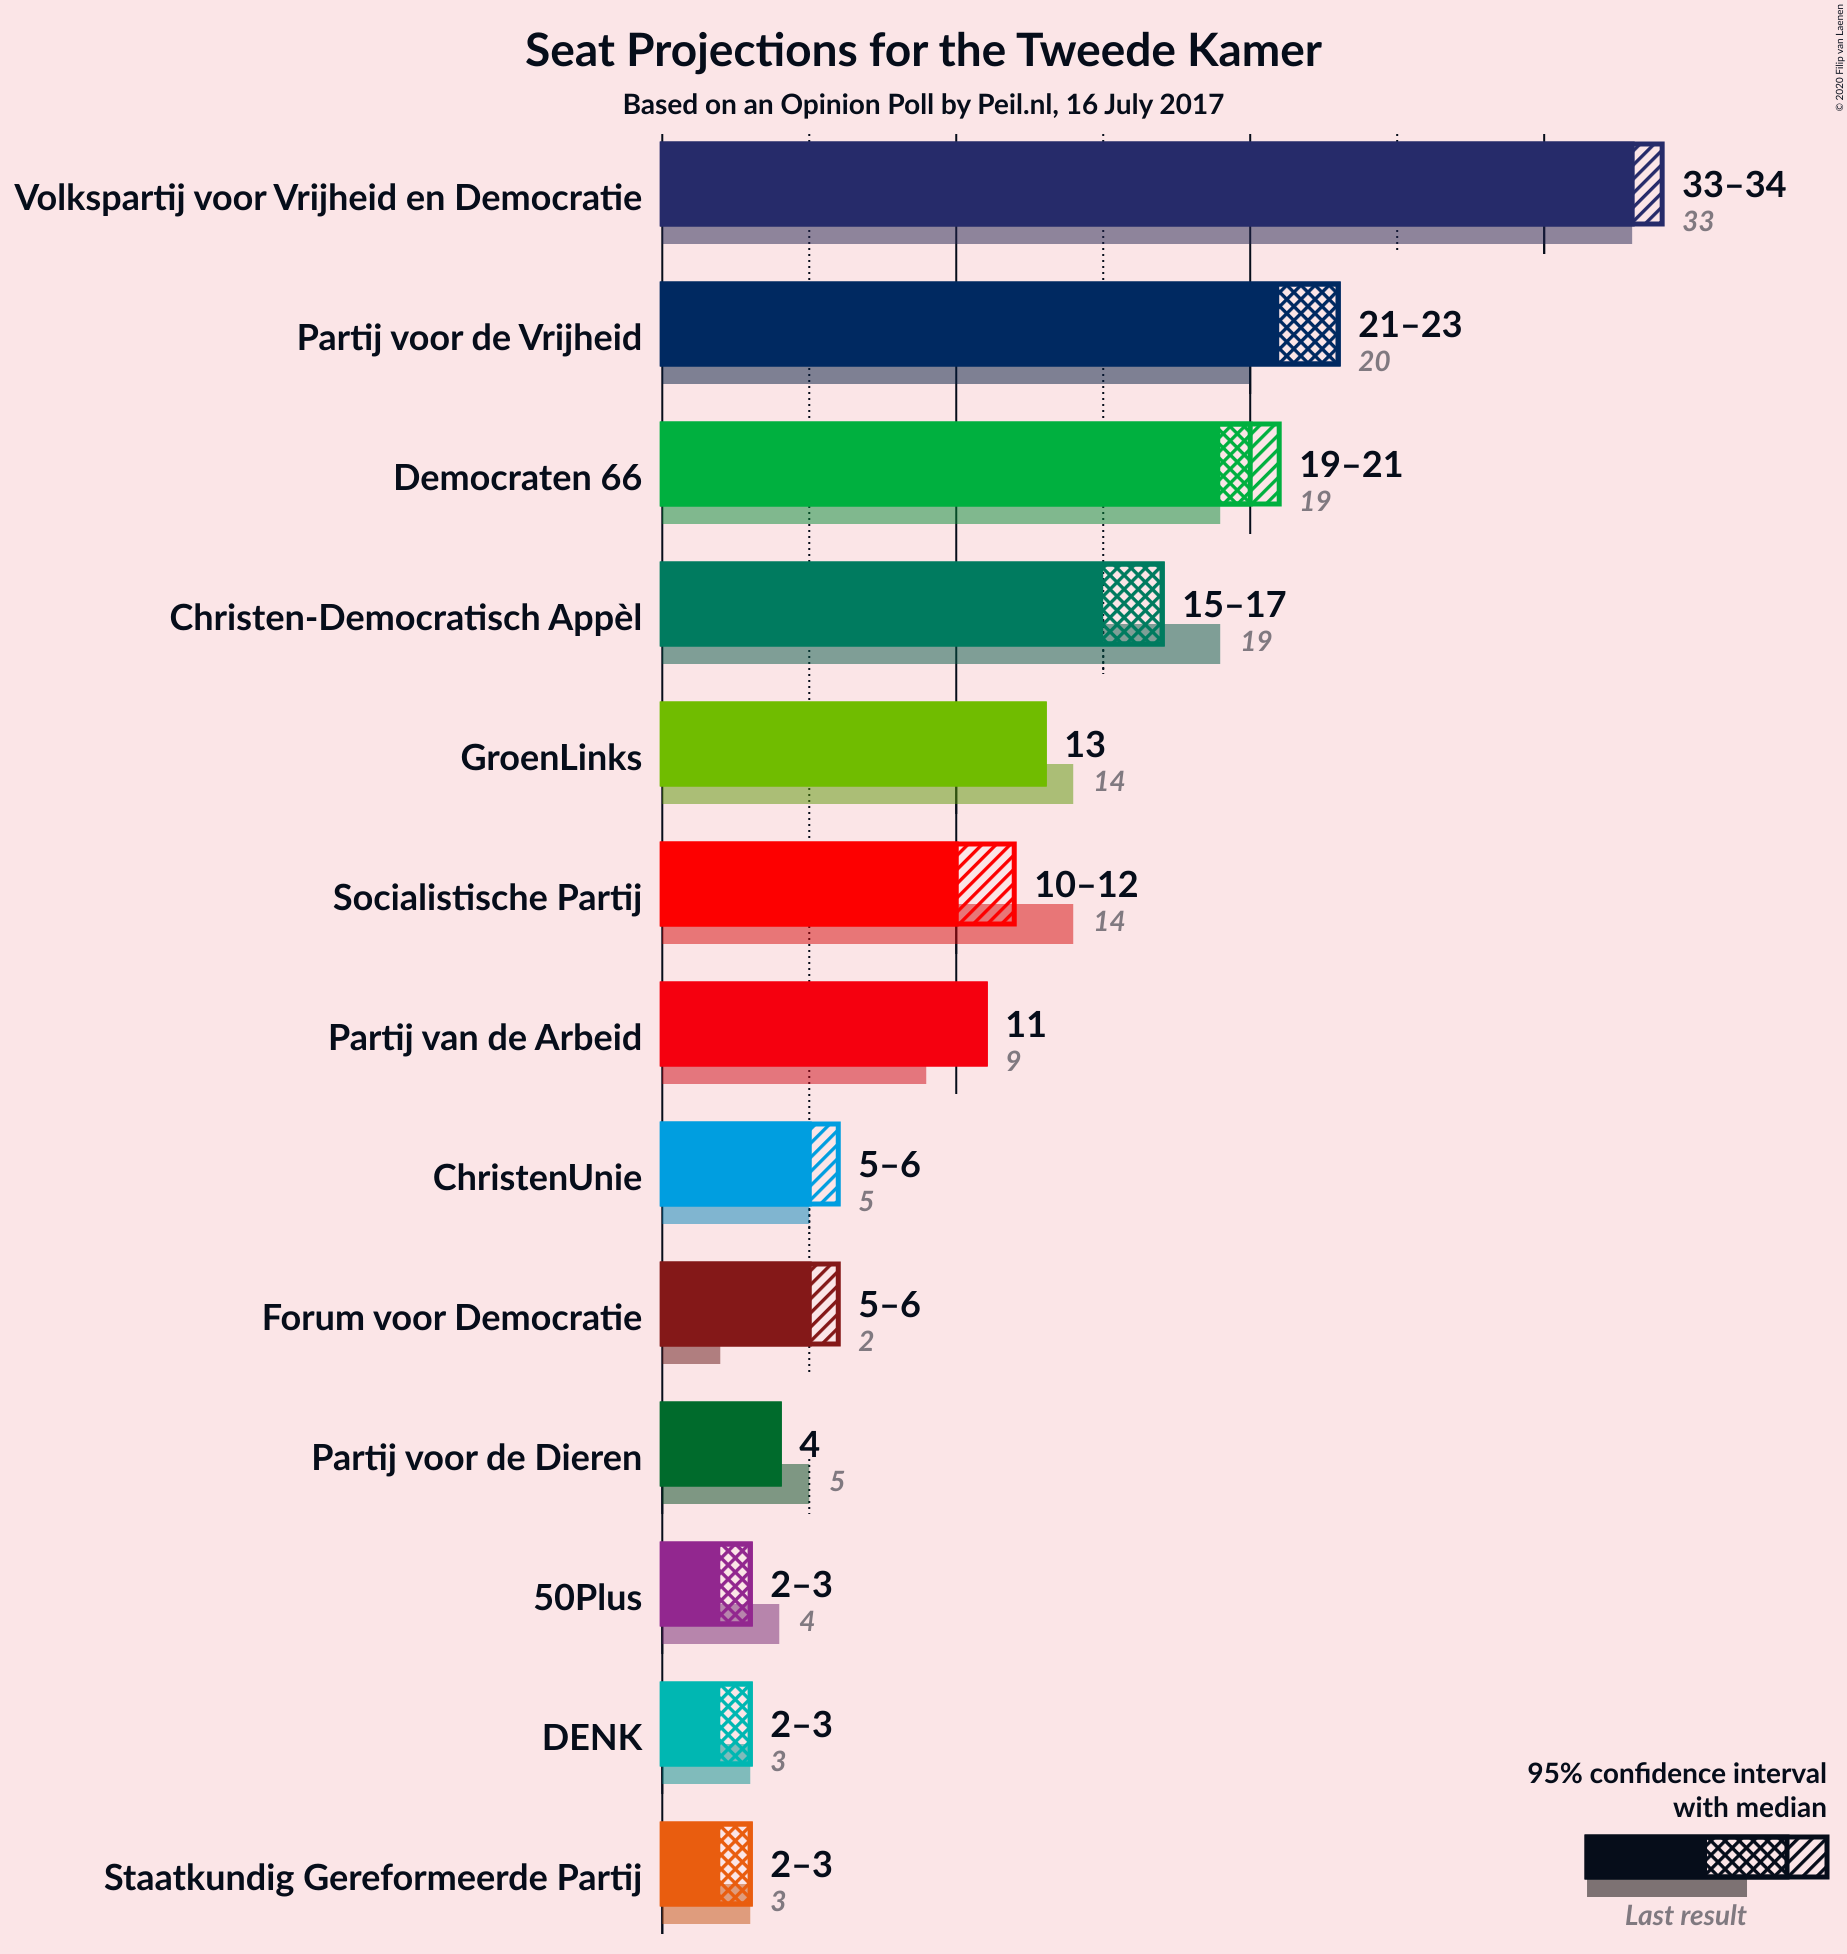 Seat Projections for the Tweede Kamer
Based on an Opinion Poll by Peil.nl, 16 July 2017
© 2020 Filip van Laenen
Volkspartij voor Vrijheid en Democratie
33–34
33
Partij voor de Vrijheid
21–23
20
Democraten 66
19–21
19
Christen-Democratisch Appèl
15–17
19
GroenLinks
13
14
Socialistische Partij
10–12
14
Partij van de Arbeid
11
9
ChristenUnie
5–6
5
Forum voor Democratie
5–6
2
Partij voor de Dieren
4
5
50Plus
2–3
4
DENK
2–3
3
Staatkundig Gereformeerde Partij
2–3
3
95% confidence interval
with median
Last result